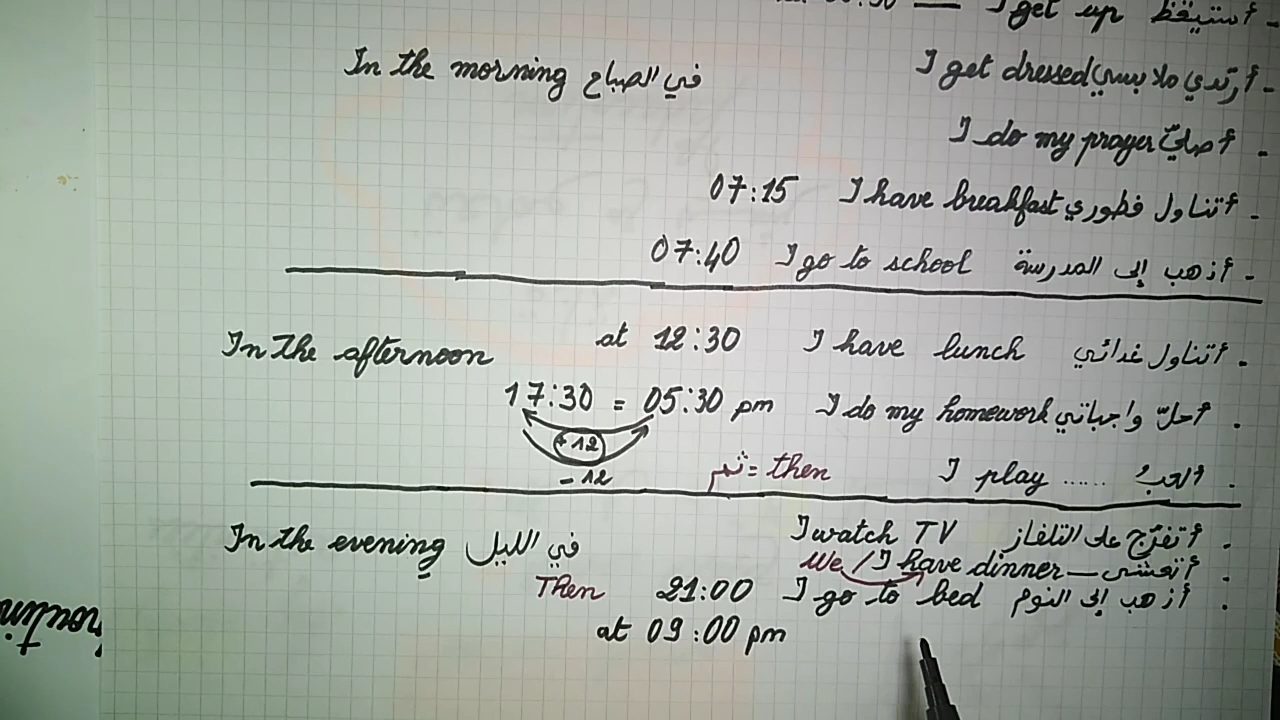 I get up أستيقظ -
In the morning في الصباح I get dressed أرتدي ملابسي -
I do my prayer أصلّي -
07:15 I have breakfast أتناول فطوري -
07:40 I go to school أذهب إلى المدرسة -
In the afternoon at 12:30 I have lunch أتناول غدائي -
17:30 = 05:30 pm I do my homework أحلّ واجباتي -
+12
-12
ثم = then I play ...... ألعبُ -
In the evening في الليل I watch TV أتفرّج على التلفاز -
We / I have dinner — أتعشى -
Then 21:00 I go to bed أذهب إلى النوم -
at 09:00 pm